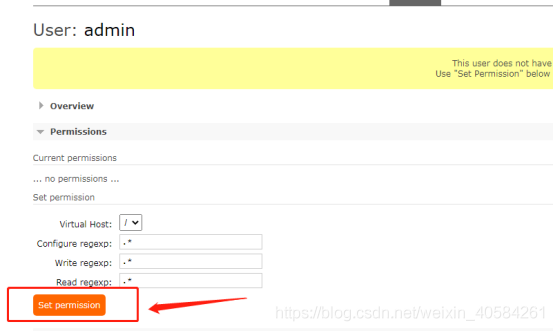 User: admin
This user does not have
Use "Set Permission" below
Overview
Permissions
Current permissions
... no permissions ...
Set permission
Virtual Host: /
Configure regexp: .*
Write regexp: .*
Read regexp: .*
Set permission
https://blog.csdn.net/weixin_40584261